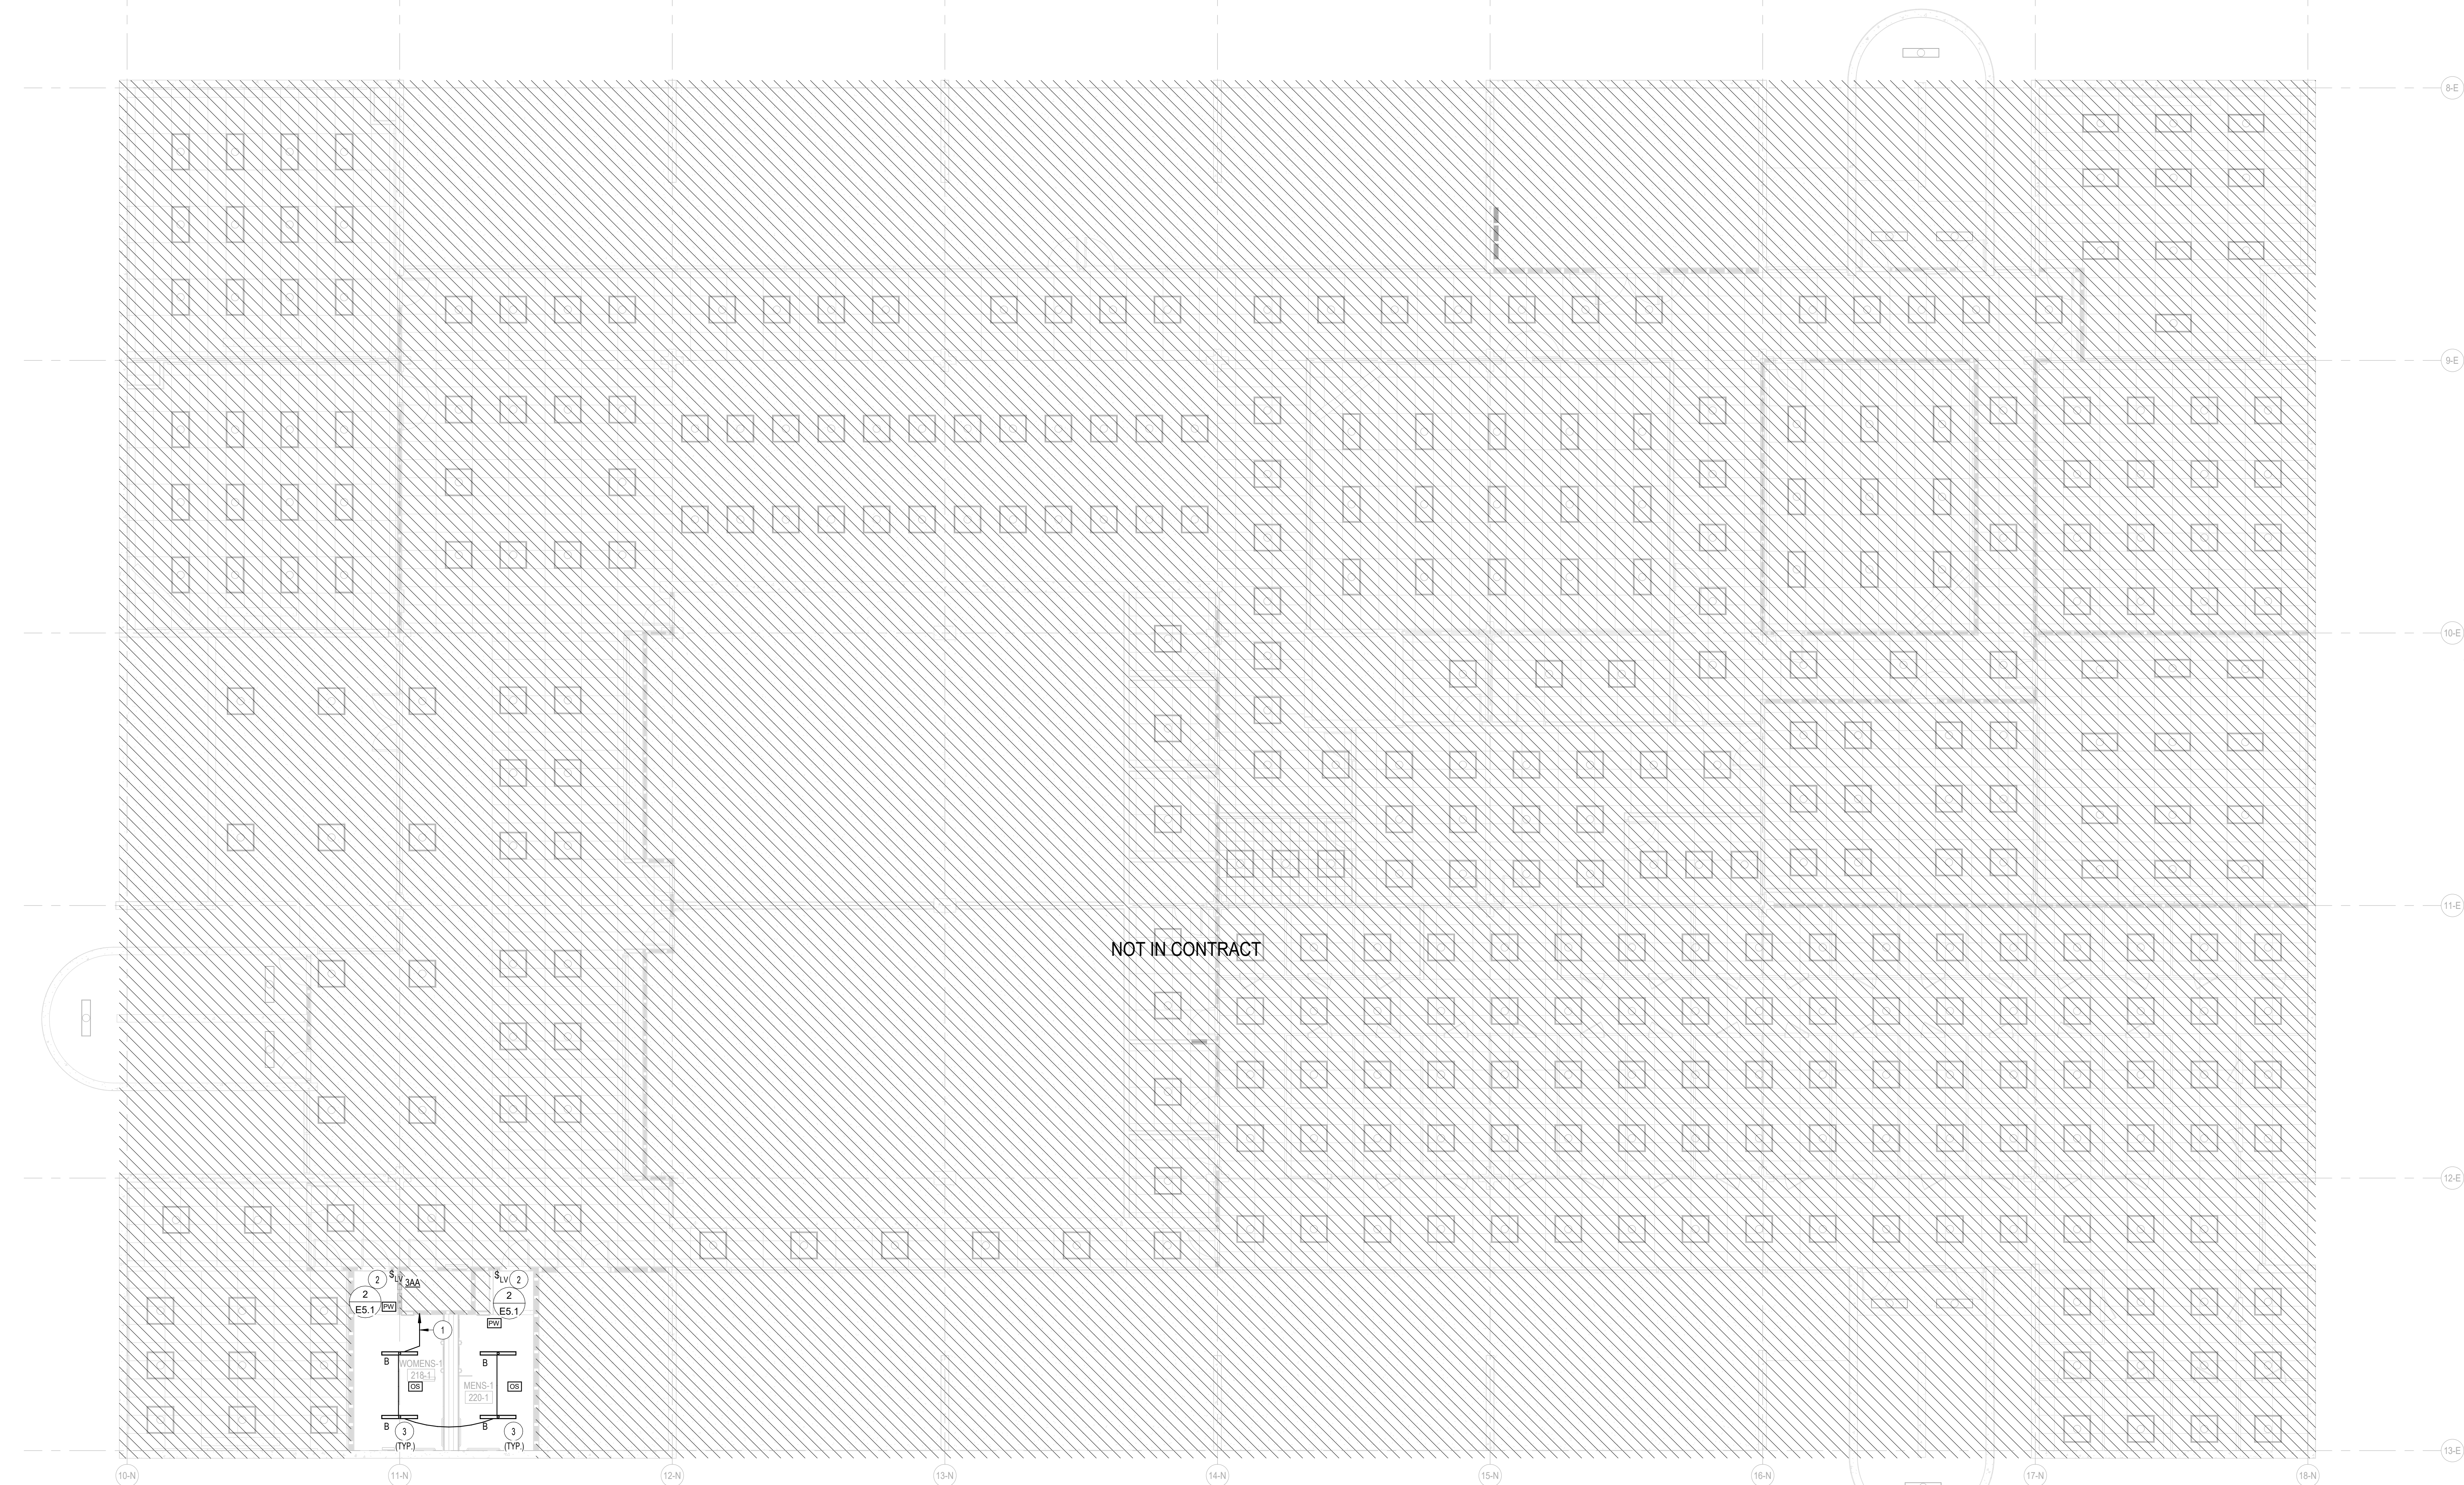 8-E
9-E
10-E
11-E
NOT IN CONTRACT
12-E
2
$LV
3AA
$LV
2
2
E5.1
PW
2
E5.1
PW
1
B
B
WOMENS-1
218-1
OS
MENS-1
220-1
OS
B
B
3
(TYP.)
3
(TYP.)
13-E
10-N
11-N
12-N
13-N
14-N
15-N
16-N
17-N
18-N